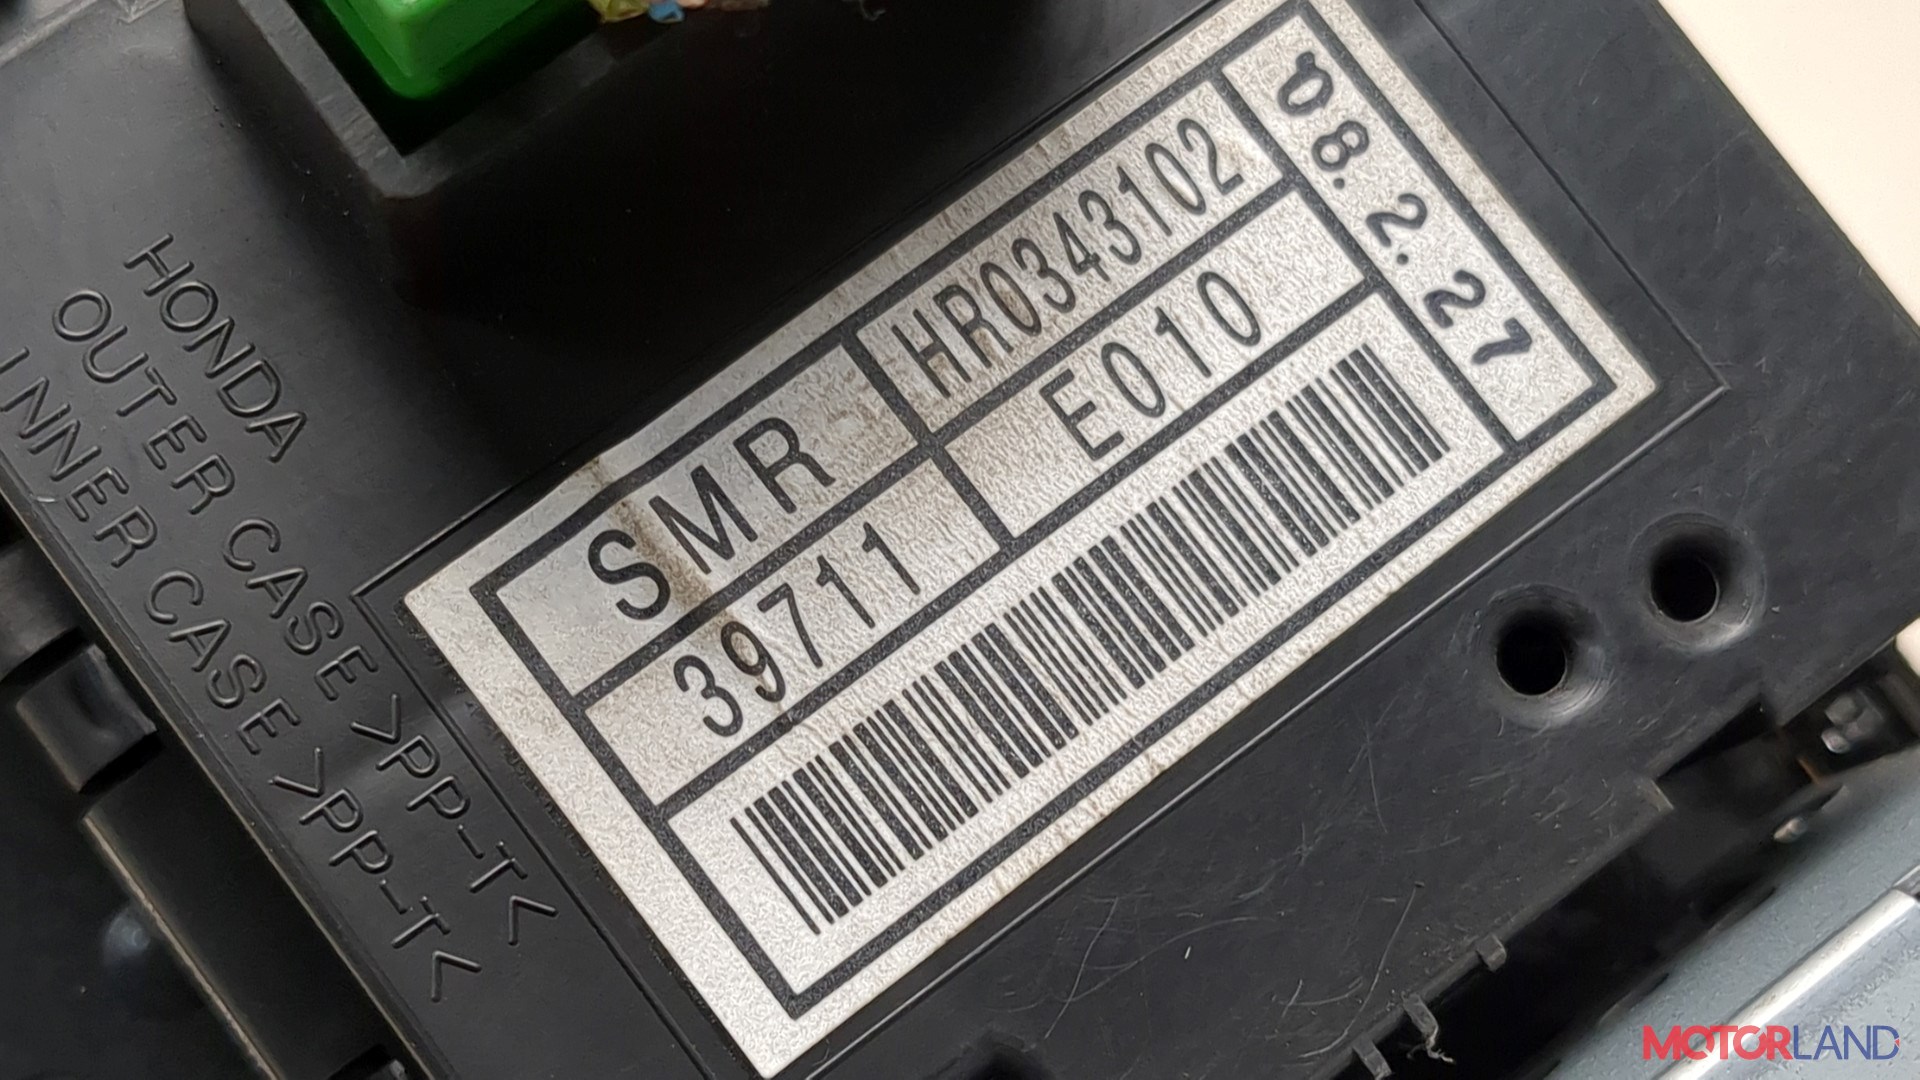 HONDA
OUTER CASE >PP-T<
INNER CASE >PP-T<
SMR
HR0343102
39711
E010
08.2.27
MOTORLAND